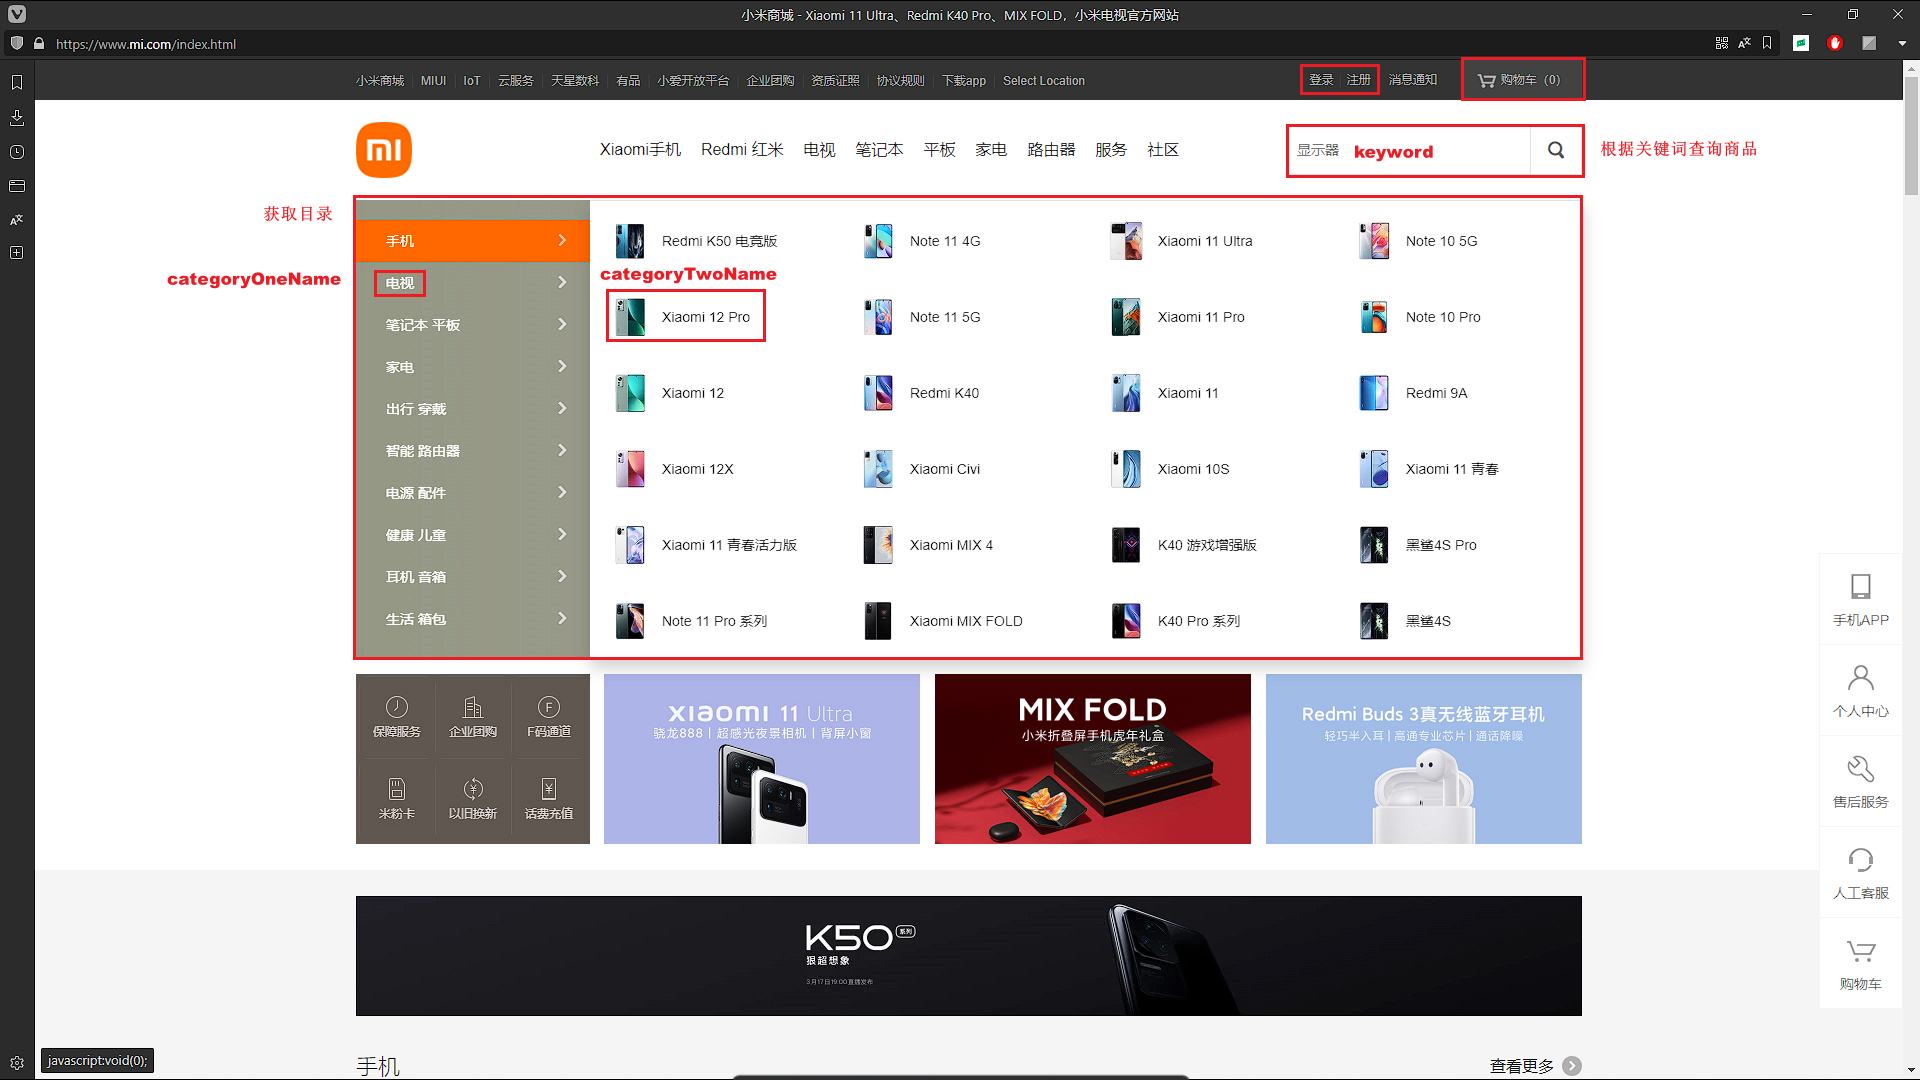 小米商城 - Xiaomi 11 Ultra、Redmi K40 Pro、MIX FOLD，小米电视官方网站
https://www.mi.com/index.html
小米商城 MIUI IoT 云服务 天星数科 有品 小爱开放平台 企业团购 资质证照 协议规则 下载app Select Location
登录 注册 消息通知 购物车（0）
mi
Xiaomi手机 Redmi 红米 电视 笔记本 平板 家电 路由器 服务 社区
显示器 keyword 根据关键词查询商品
获取目录
手机
categoryOneName
电视
笔记本 平板
家电
出行 穿戴
智能 路由器
电源 配件
健康 儿童
耳机 音箱
生活 箱包
Redmi K50 电竞版 Note 11 4G Xiaomi 11 Ultra Note 10 5G
categoryTwoName
Xiaomi 12 Pro Note 11 5G Xiaomi 11 Pro Note 10 Pro
Xiaomi 12 Redmi K40 Xiaomi 11 Redmi 9A
Xiaomi 12X Xiaomi Civi Xiaomi 10S Xiaomi 11 青春
Xiaomi 11 青春活力版 Xiaomi MIX 4 K40 游戏增强版 黑鲨4S Pro
Note 11 Pro 系列 Xiaomi MIX FOLD K40 Pro 系列 黑鲨4S
保障服务 企业团购 F码通道
米粉卡 以旧换新 话费充值
xiaomi 11 Ultra
骁龙888 | 超感光夜景相机 | 背屏小窗
MIX FOLD
小米折叠屏手机虎年礼盒
Redmi Buds 3真无线蓝牙耳机
轻巧半入耳 | 高通专业芯片 | 通话降噪
手机APP
个人中心
售后服务
人工客服
购物车
K50 系列
狠超想象
3月17日19:00直播发布
手机 查看更多
javascript:void(0);